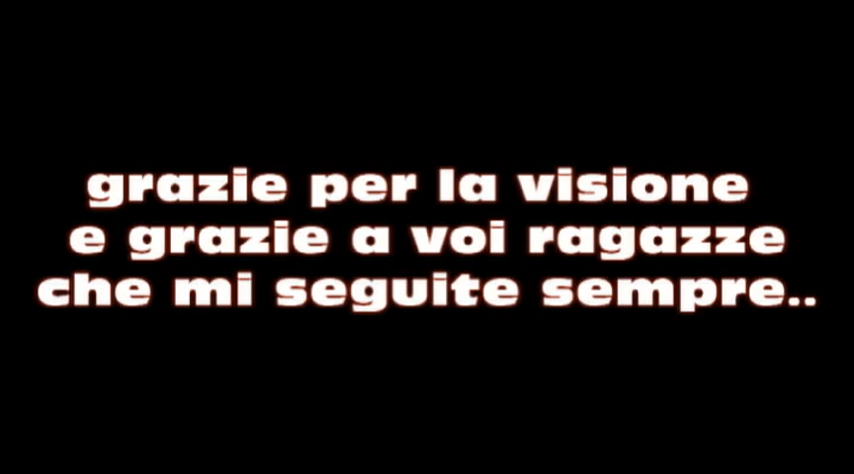 grazie per la visione
e grazie a voi ragazze
che mi seguite sempre..